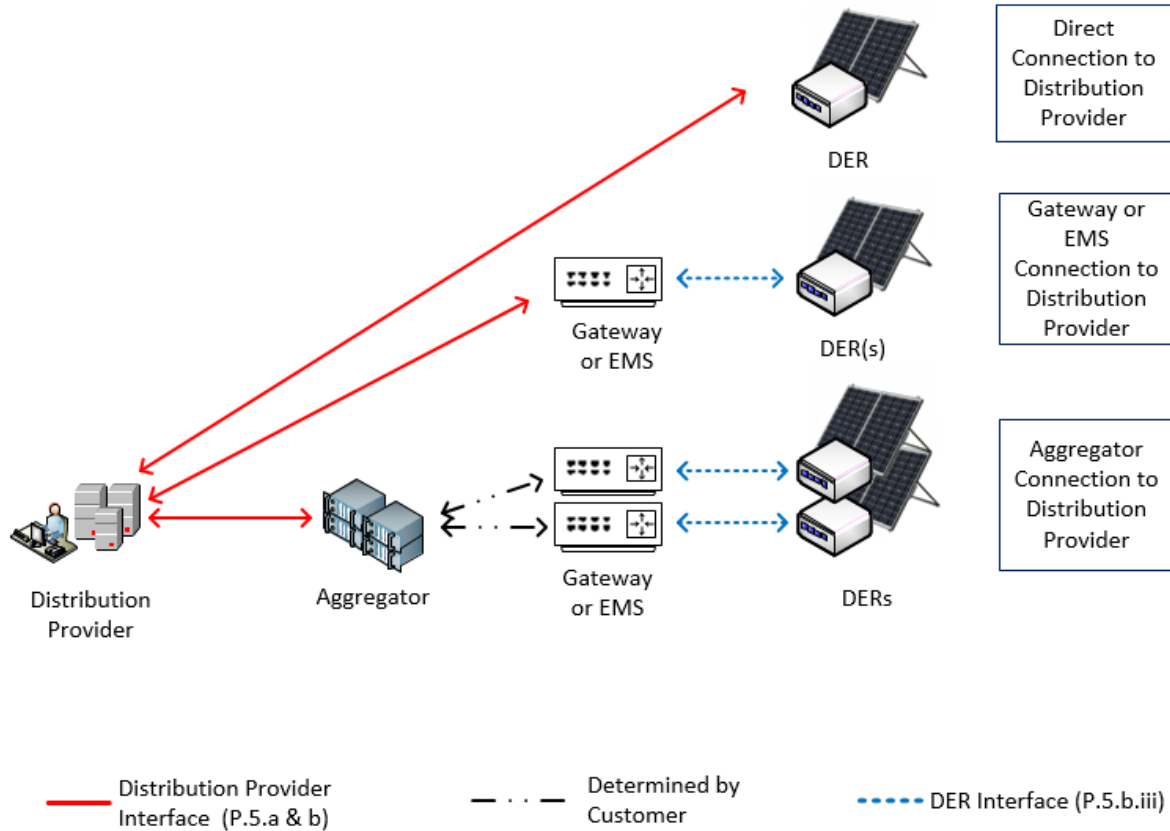 Direct
Connection to
Distribution
Provider
DER
Gateway or
EMS
Connection to
Distribution
Provider
Gateway
or EMS
DER(s)
Aggregator
Connection to
Distribution
Provider
Distribution
Provider
Aggregator
Gateway
or EMS
DERs
Distribution Provider
Interface (P.5.a & b)
Determined by
Customer
DER Interface (P.5.b.iii)